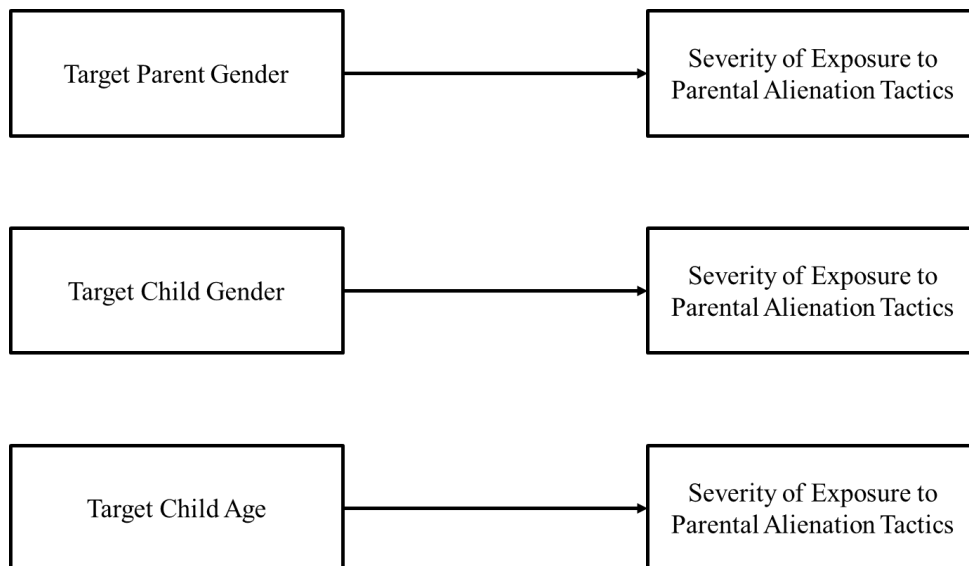 Target Parent Gender
Severity of Exposure to
Parental Alienation Tactics
Target Child Gender
Severity of Exposure to
Parental Alienation Tactics
Target Child Age
Severity of Exposure to
Parental Alienation Tactics